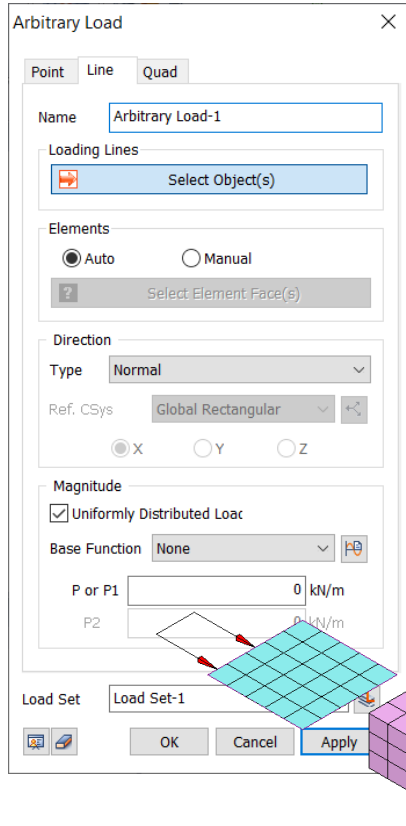 Arbitrary Load
Point Line Quad
Name Arbitrary Load-1
Loading Lines
Select Object(s)
Elements
Auto Manual
? Select Element Face(s)
Direction
Type Normal
Ref. CSys Global Rectangular
X Y Z
Magnitude
Uniformly Distributed Loac
Base Function None
P or P1 0 kN/m
P2 0 kN/m
Load Set Load Set-1
OK Cancel Apply